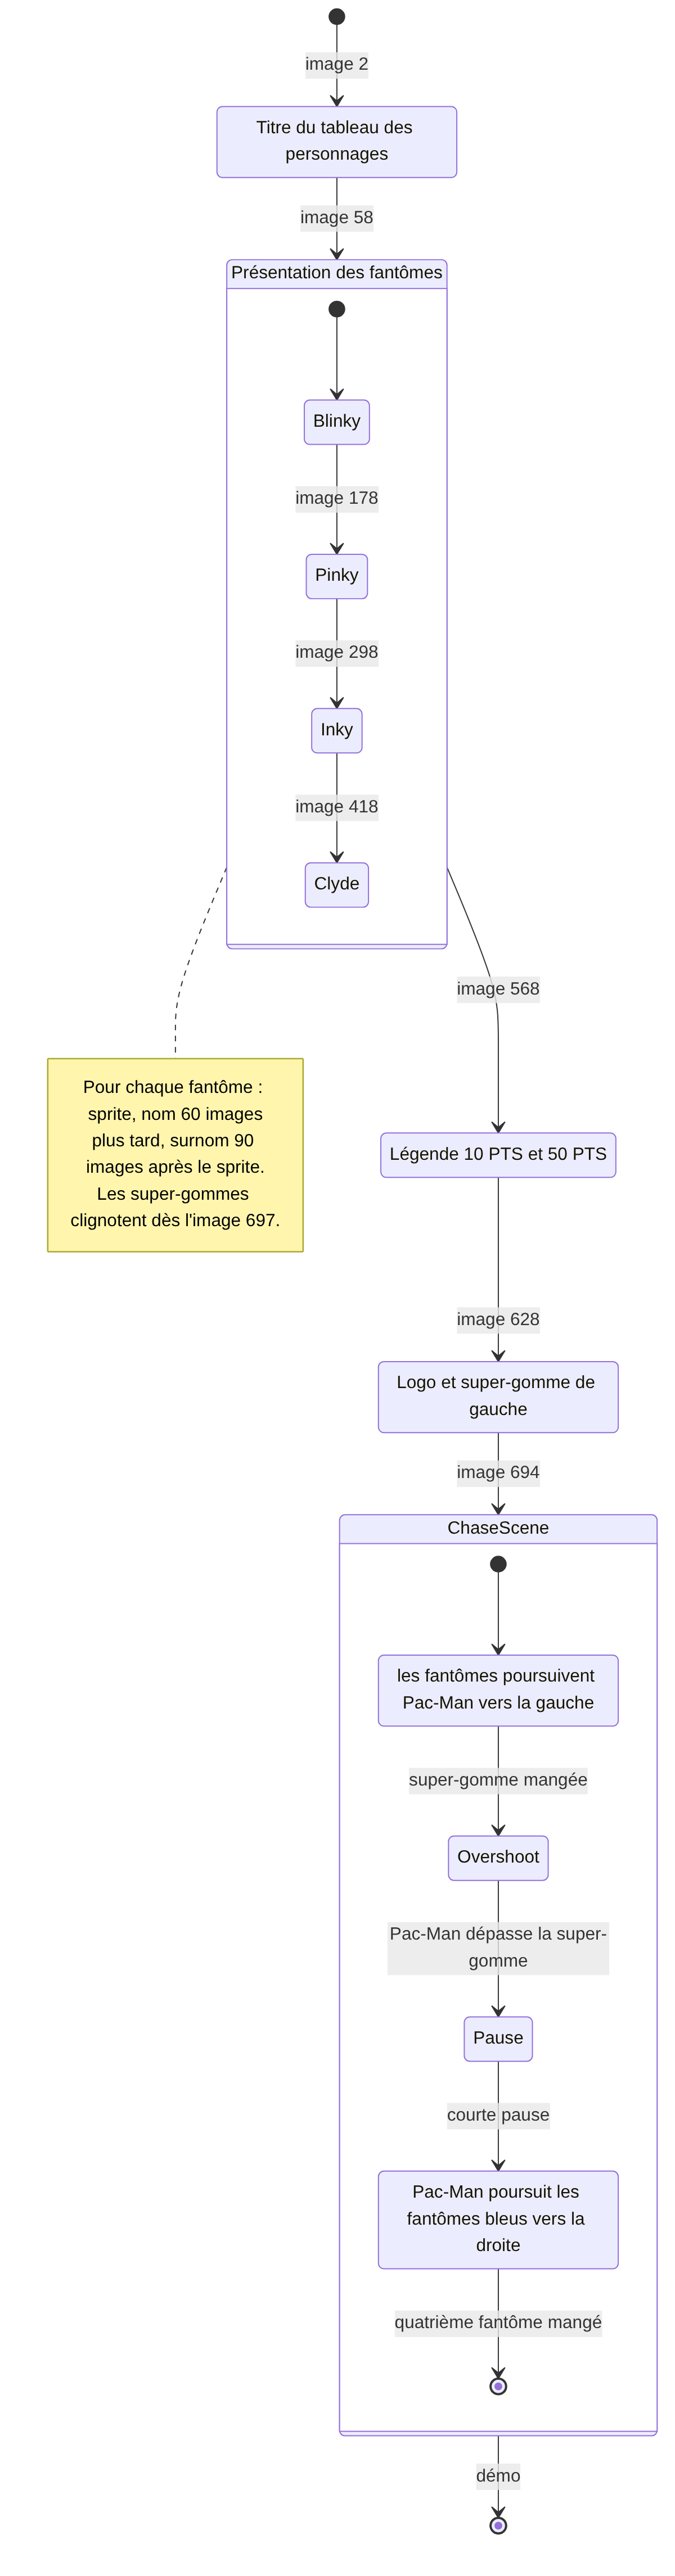 image 2
Titre du tableau des
personnages
image 58
Présentation des fantômes
Blinky
image 178
Pinky
image 298
Inky
image 418
Clyde
image 568
Pour chaque fantôme :
sprite, nom 60 images
plus tard, surnom 90
images après le sprite.
Les super-gommes
clignotent dès l'image 697.
Légende 10 PTS et 50 PTS
image 628
Logo et super-gomme de
gauche
image 694
ChaseScene
les fantômes poursuivent
Pac-Man vers la gauche
super-gomme mangée
Overshoot
Pac-Man dépasse la super-
gomme
Pause
courte pause
Pac-Man poursuit les
fantômes bleus vers la
droite
quatrième fantôme mangé
démo